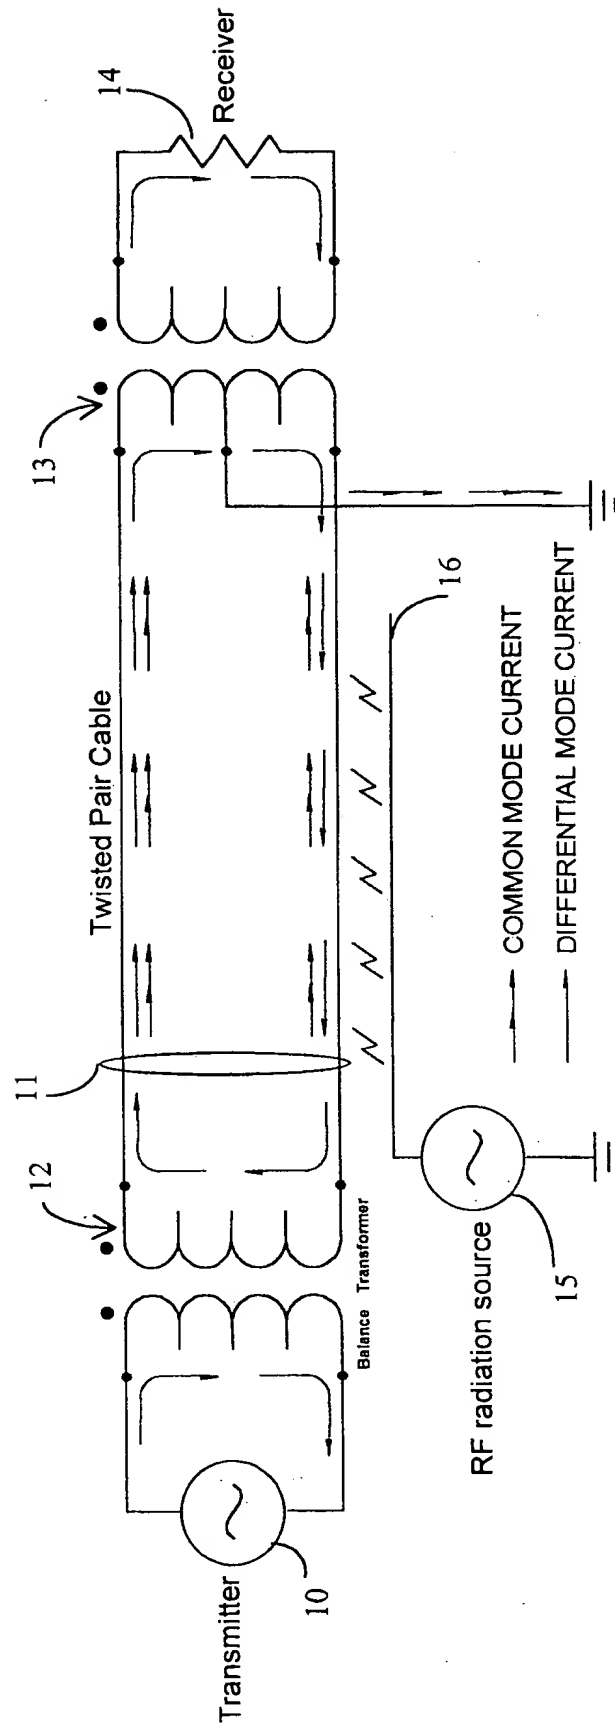 Transmitter
10
Balance Transformer
12
11
Twisted Pair Cable
13
14
Receiver
RF radiation source
15
16
COMMON MODE CURRENT
DIFFERENTIAL MODE CURRENT